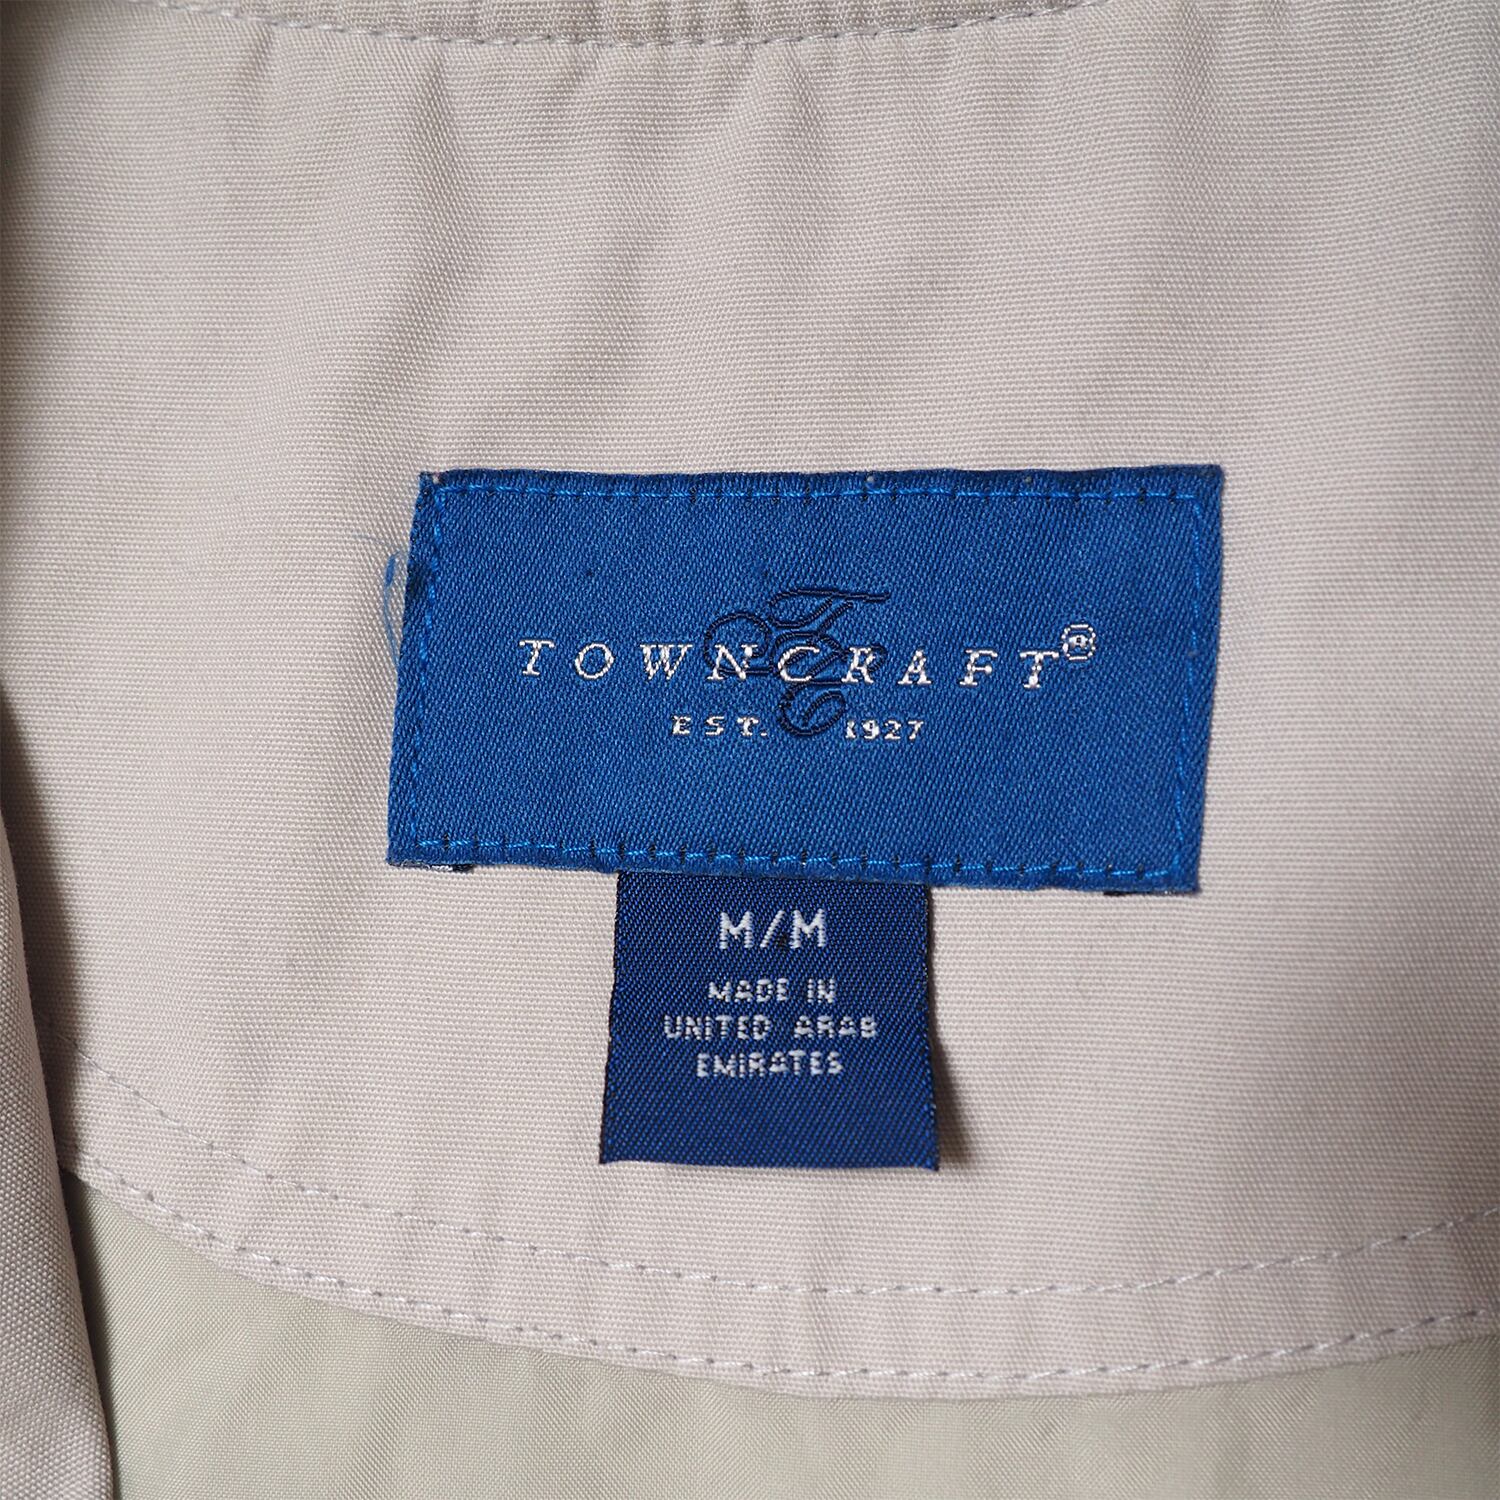 TOWNCRAFT®
EST. 1927
M/M
MADE IN
UNITED ARAB
EMIRATES